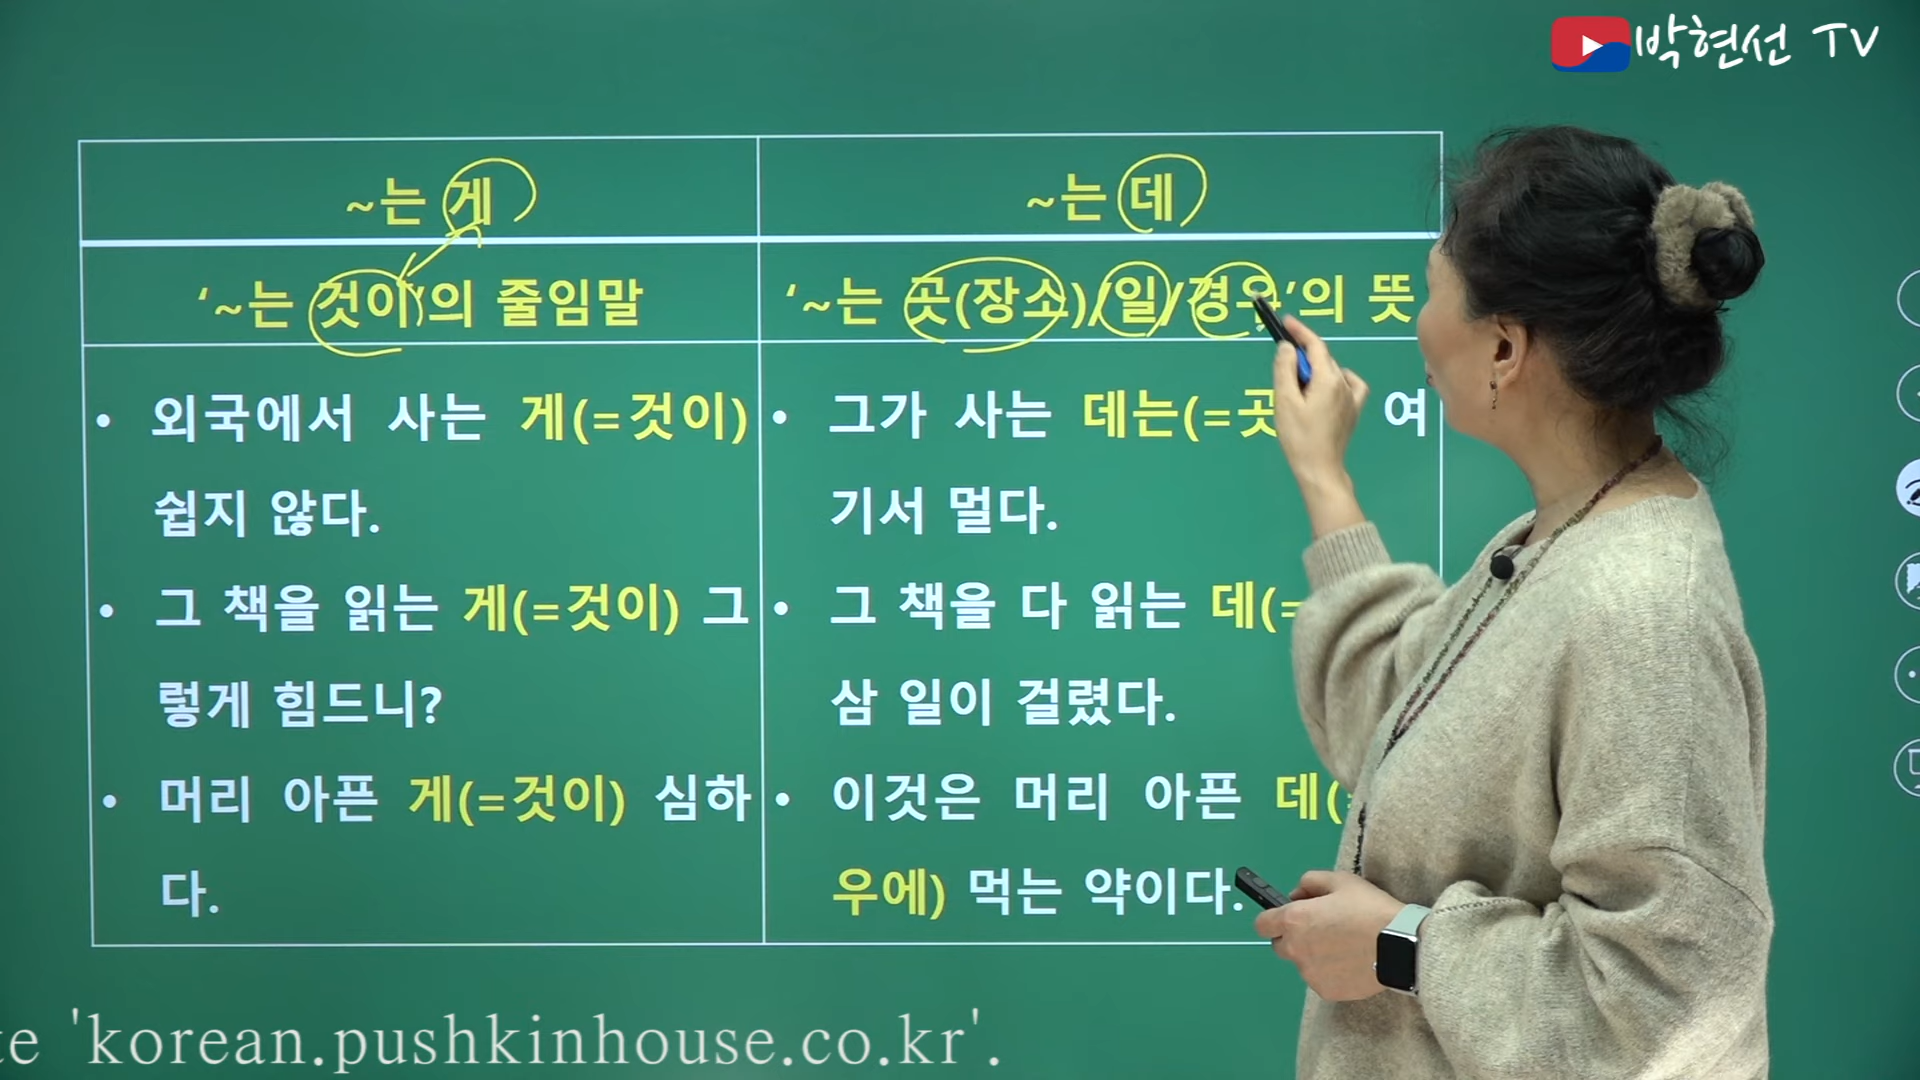 박현선 TV
~는 게
~는 데
‘~는 것이’의 줄임말
‘~는 곳(장소)/일/경우’의 뜻
• 외국에서 사는 게(=것이)
쉽지 않다.
• 그 책을 읽는 게(=것이) 그
렇게 힘드니?
• 머리 아픈 게(=것이) 심하
다.
• 그가 사는 데는(=곳 여
기서 멀다.
• 그 책을 다 읽는 데(=
삼 일이 걸렸다.
• 이것은 머리 아픈 데(
우에) 먹는 약이다.
'korean.pushkinhouse.co.kr'.